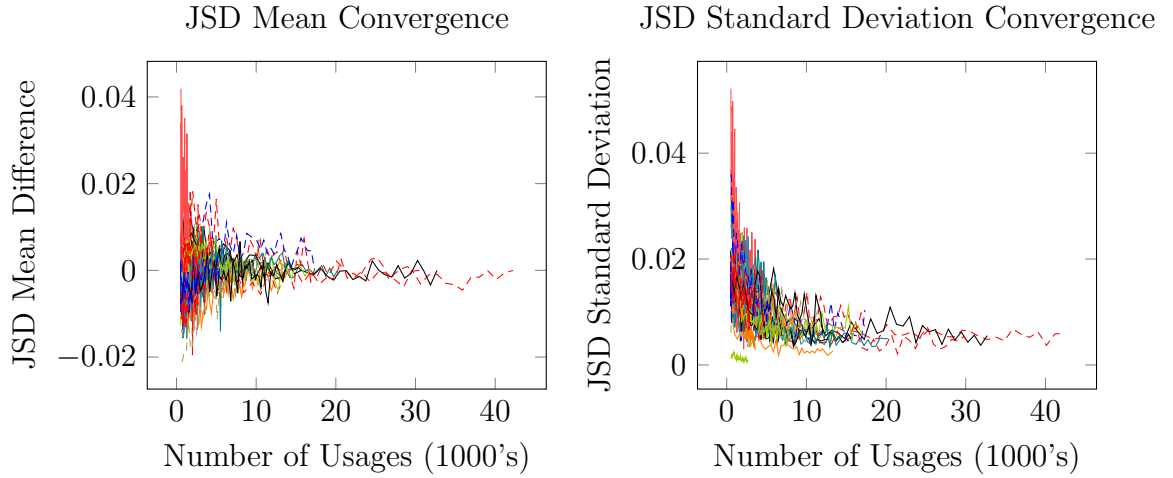 JSD Mean Convergence
JSD Mean Difference
0.04
0.02
0
−0.02
0 10 20 30 40
Number of Usages (1000's)
JSD Standard Deviation Convergence
JSD Standard Deviation
0.04
0.02
0
0 10 20 30 40
Number of Usages (1000's)